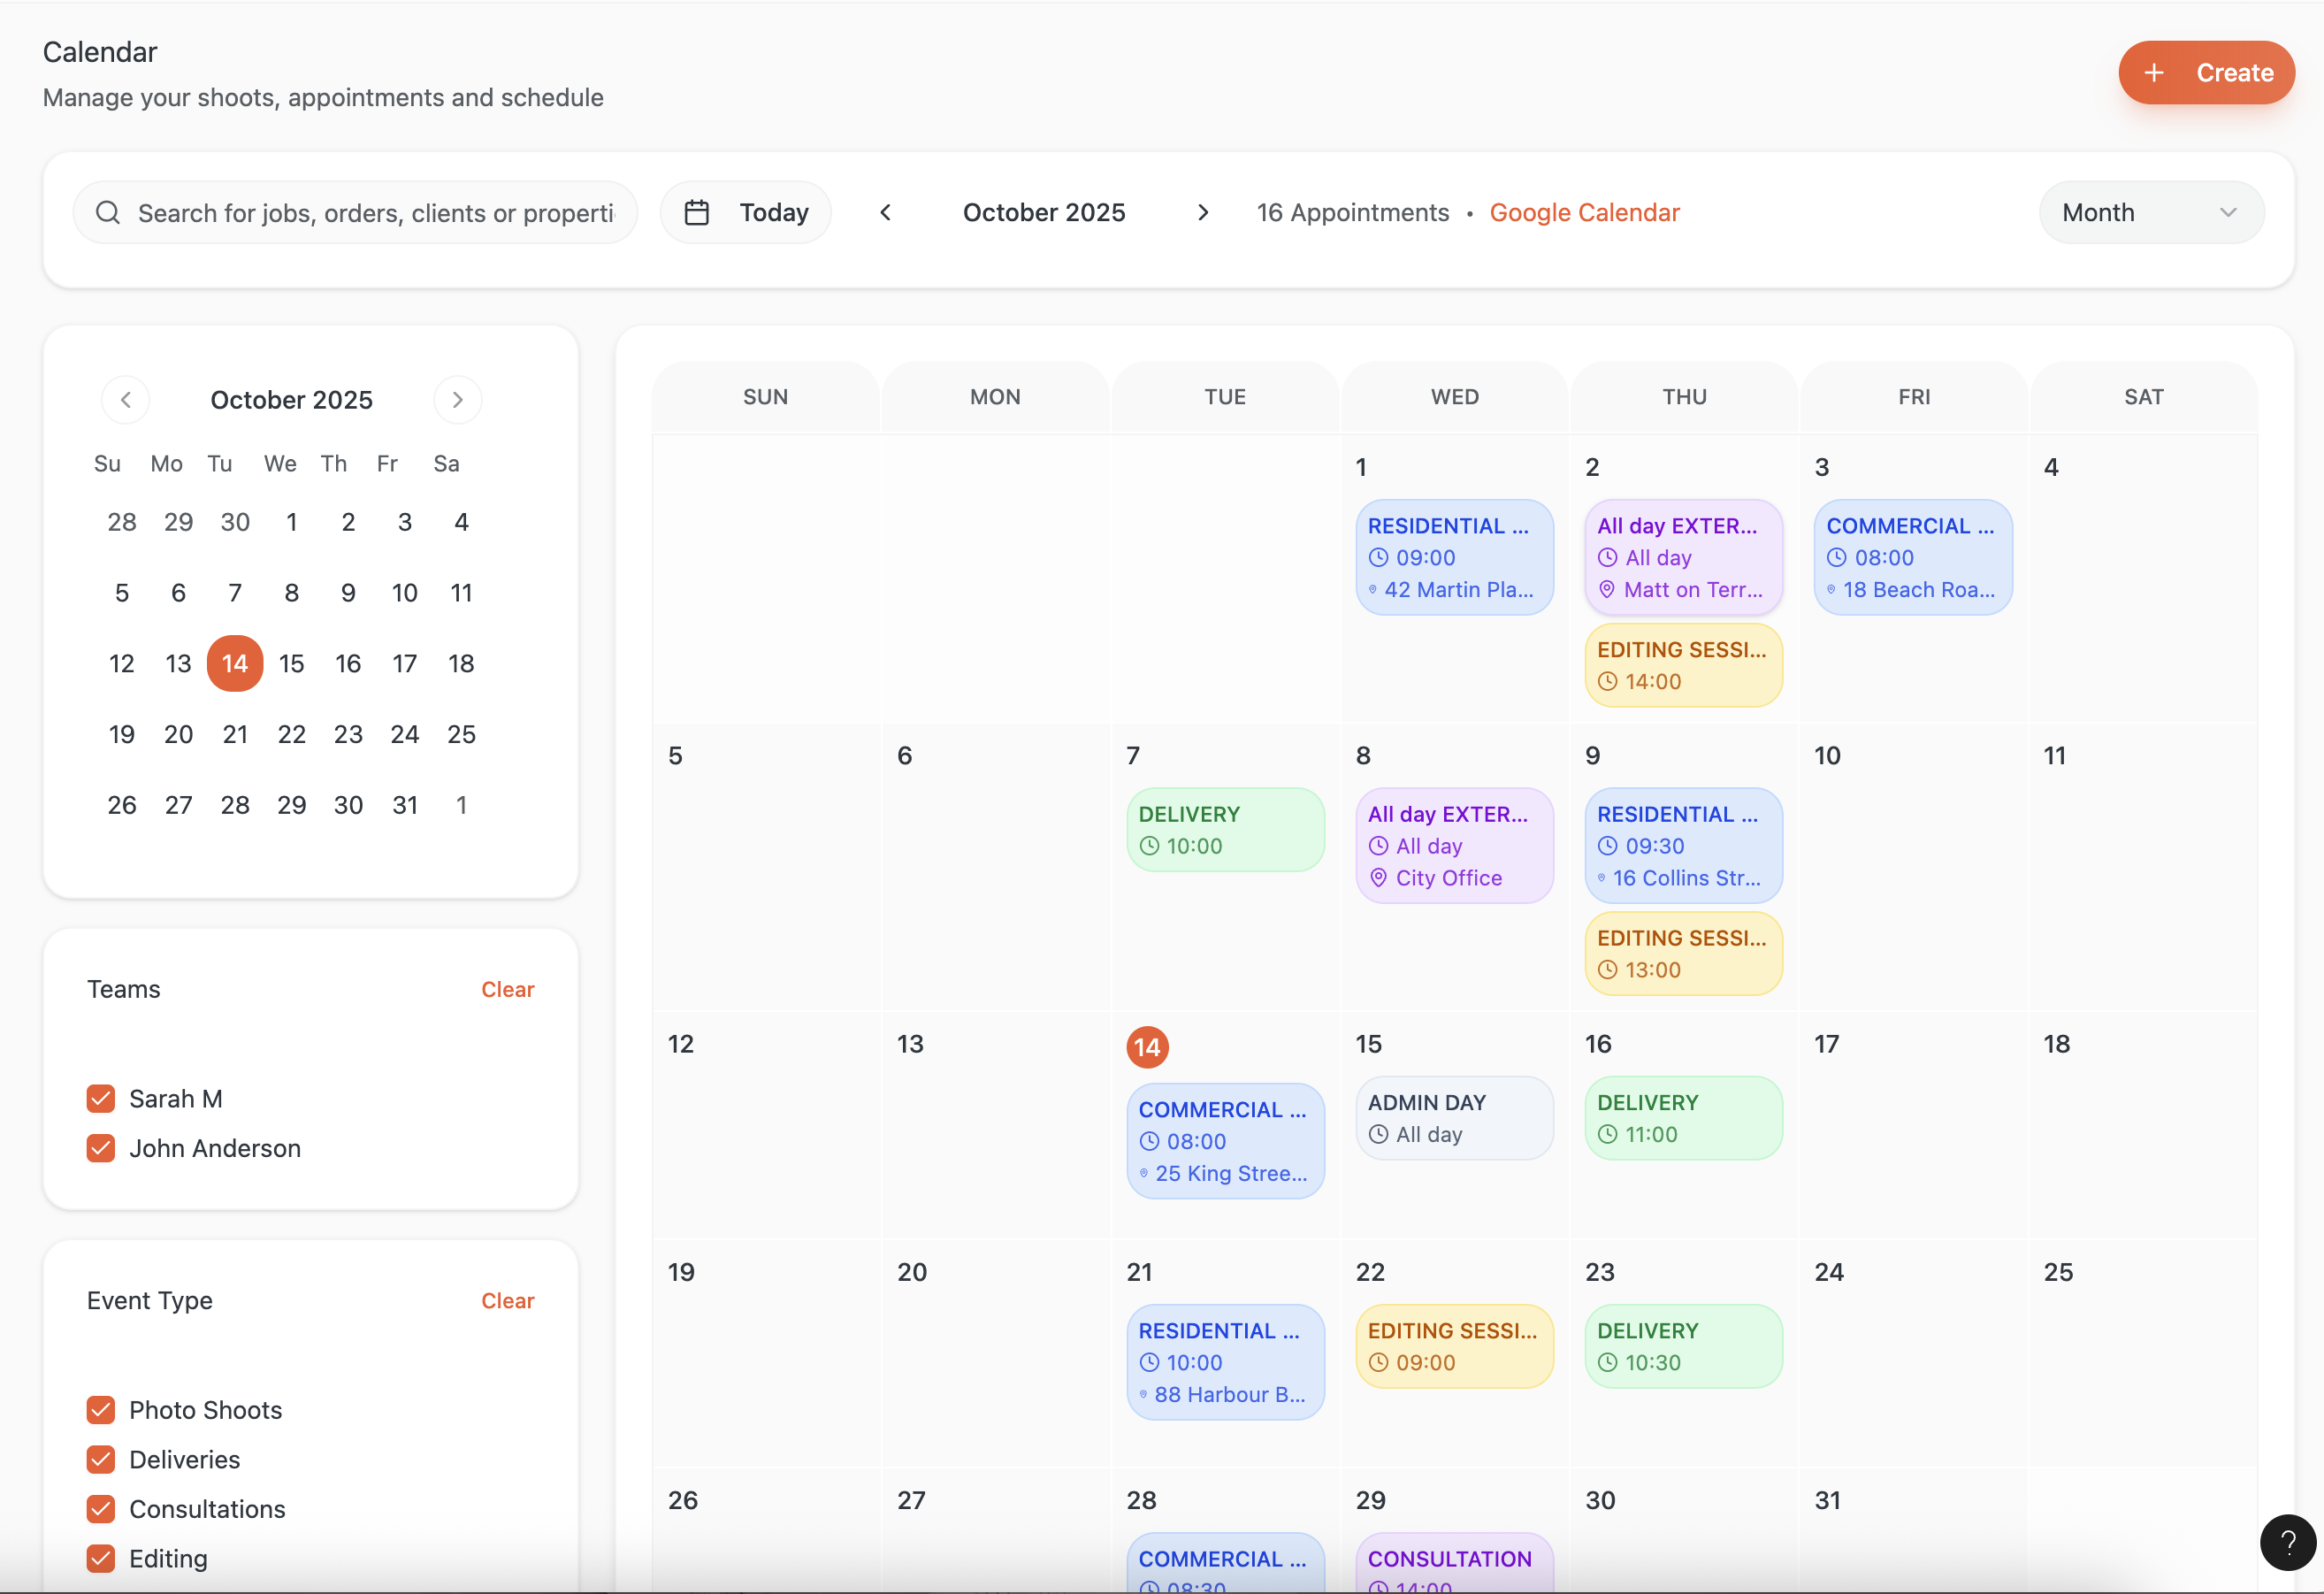 Calendar
Manage your shoots, appointments and schedule
Create
Search for jobs, orders, clients or properti
Today
October 2025
16 Appointments • Google Calendar
Month
October 2025
Su Mo Tu We Th Fr Sa
28 29 30 1 2 3 4
5 6 7 8 9 10 11
12 13 14 15 16 17 18
19 20 21 22 23 24 25
26 27 28 29 30 31 1
Teams
Clear
Sarah M
John Anderson
Event Type
Clear
Photo Shoots
Deliveries
Consultations
Editing
SUN MON TUE WED THU FRI SAT
1
RESIDENTIAL ...
09:00
42 Martin Pla...
2
All day EXTER...
All day
Matt on Terr...
EDITING SESSI...
14:00
3
COMMERCIAL ...
08:00
18 Beach Roa...
4
5
6
7
DELIVERY
10:00
8
All day EXTER...
All day
City Office
9
RESIDENTIAL ...
09:30
16 Collins Str...
EDITING SESSI...
13:00
10
11
12
13
14
COMMERCIAL ...
08:00
25 King Stree...
15
ADMIN DAY
All day
16
DELIVERY
11:00
17
18
19
20
21
RESIDENTIAL ...
10:00
88 Harbour B...
22
EDITING SESSI...
09:00
23
DELIVERY
10:30
24
25
26
27
28
COMMERCIAL ...
08:30
29
CONSULTATION
14:00
30
31
?